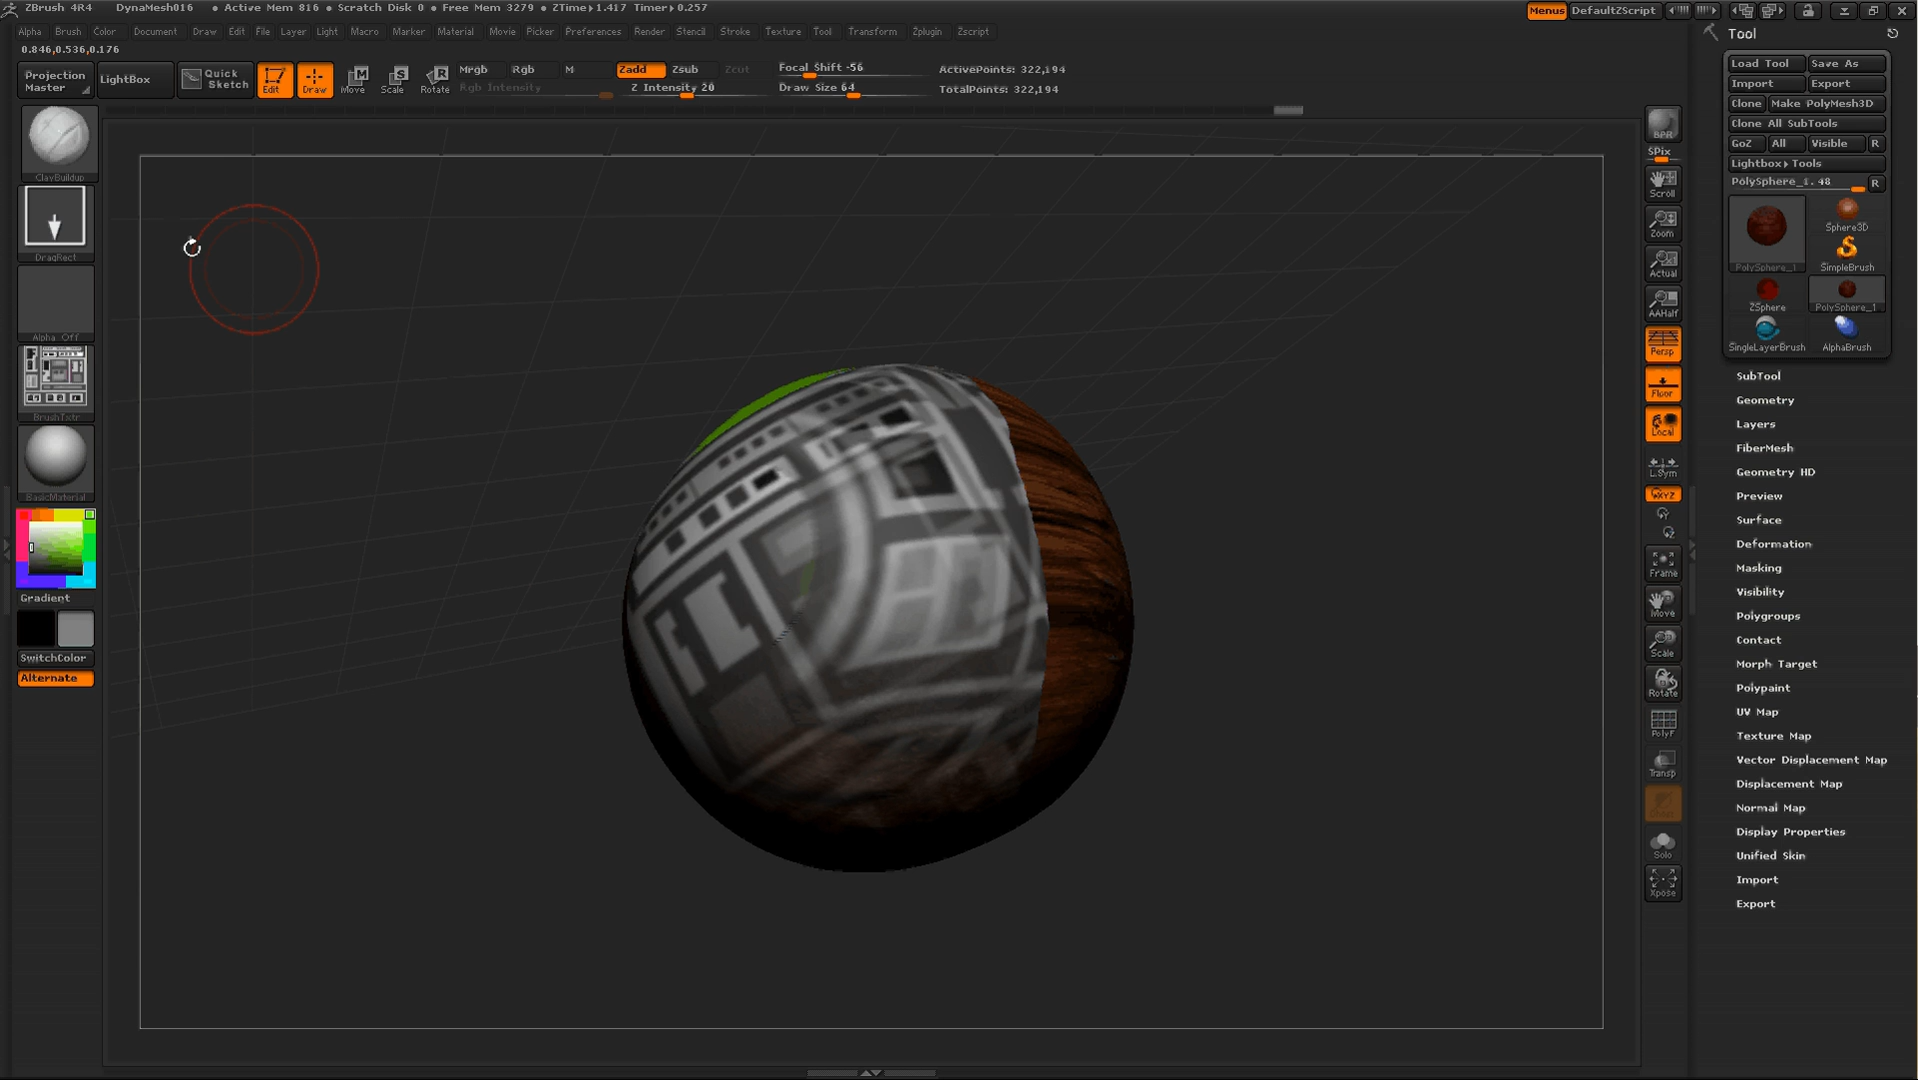 ZBrush 4R4 DynaMesh016 • Active Mem 816 • Scratch Disk 0 • Free Mem 3279 • ZTime▸1.417 Timer▸0.257 Menus DefaultZScript
Alpha Brush Color Document Draw Edit File Layer Light Macro Marker Material Movie Picker Preferences Render Stencil Stroke Texture Tool Transform Zplugin Zscript
0.846,0.536,0.176
Projection Master
LightBox
Quick Sketch
Edit
Draw
Move
Scale
Rotate
Mrgb Rgb M
Rgb Intensity
Zadd Zsub Zcut
Z Intensity 20
Focal Shift -56
Draw Size 64
ActivePoints: 322,194
TotalPoints: 322,194
ClayBuildup
DragRect
Alpha Off
BrushTxtr
BasicMaterial
Gradient
SwitchColor
Alternate
BPR
SPix
Scroll
Zoom
Actual
AAHalf
Persp
Floor
Local
L.Sym
XYZ
Frame
Move
Scale
Rotate
PolyF
Transp
Solo
Xpose
Tool
Load Tool Save As
Import Export
Clone Make PolyMesh3D
Clone All SubTools
GoZ All Visible R
Lightbox▸Tools
PolySphere_1. 48 R
PolySphere_1
Sphere3D
SimpleBrush
ZSphere
PolySphere_1
SingleLayerBrush
AlphaBrush
SubTool
Geometry
Layers
FiberMesh
Geometry HD
Preview
Surface
Deformation
Masking
Visibility
Polygroups
Contact
Morph Target
Polypaint
UV Map
Texture Map
Vector Displacement Map
Displacement Map
Normal Map
Display Properties
Unified Skin
Import
Export